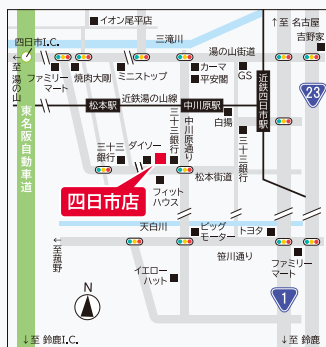 イオン尾平店
↑至 名古屋
吉野家
三滝川
四日市I.C.
湯の山街道
←至 湯の山
ファミリーマート
焼肉大剛
ミニストップ
カーマ
平安閣
GS
近鉄四日市駅
23
近鉄湯の山線
松本駅
中川原駅
白揚
東名阪自動車道
三十三銀行
ダイソー
三十三銀行
中川原通り
三十三銀行
松本街道
四日市店
フィットハウス
天白川
ビッグモーター
トヨタ
笹川通り
←至 菰野
ファミリーマート
イエローハット
N
1
↓至 鈴鹿I.C.
↓至 鈴鹿